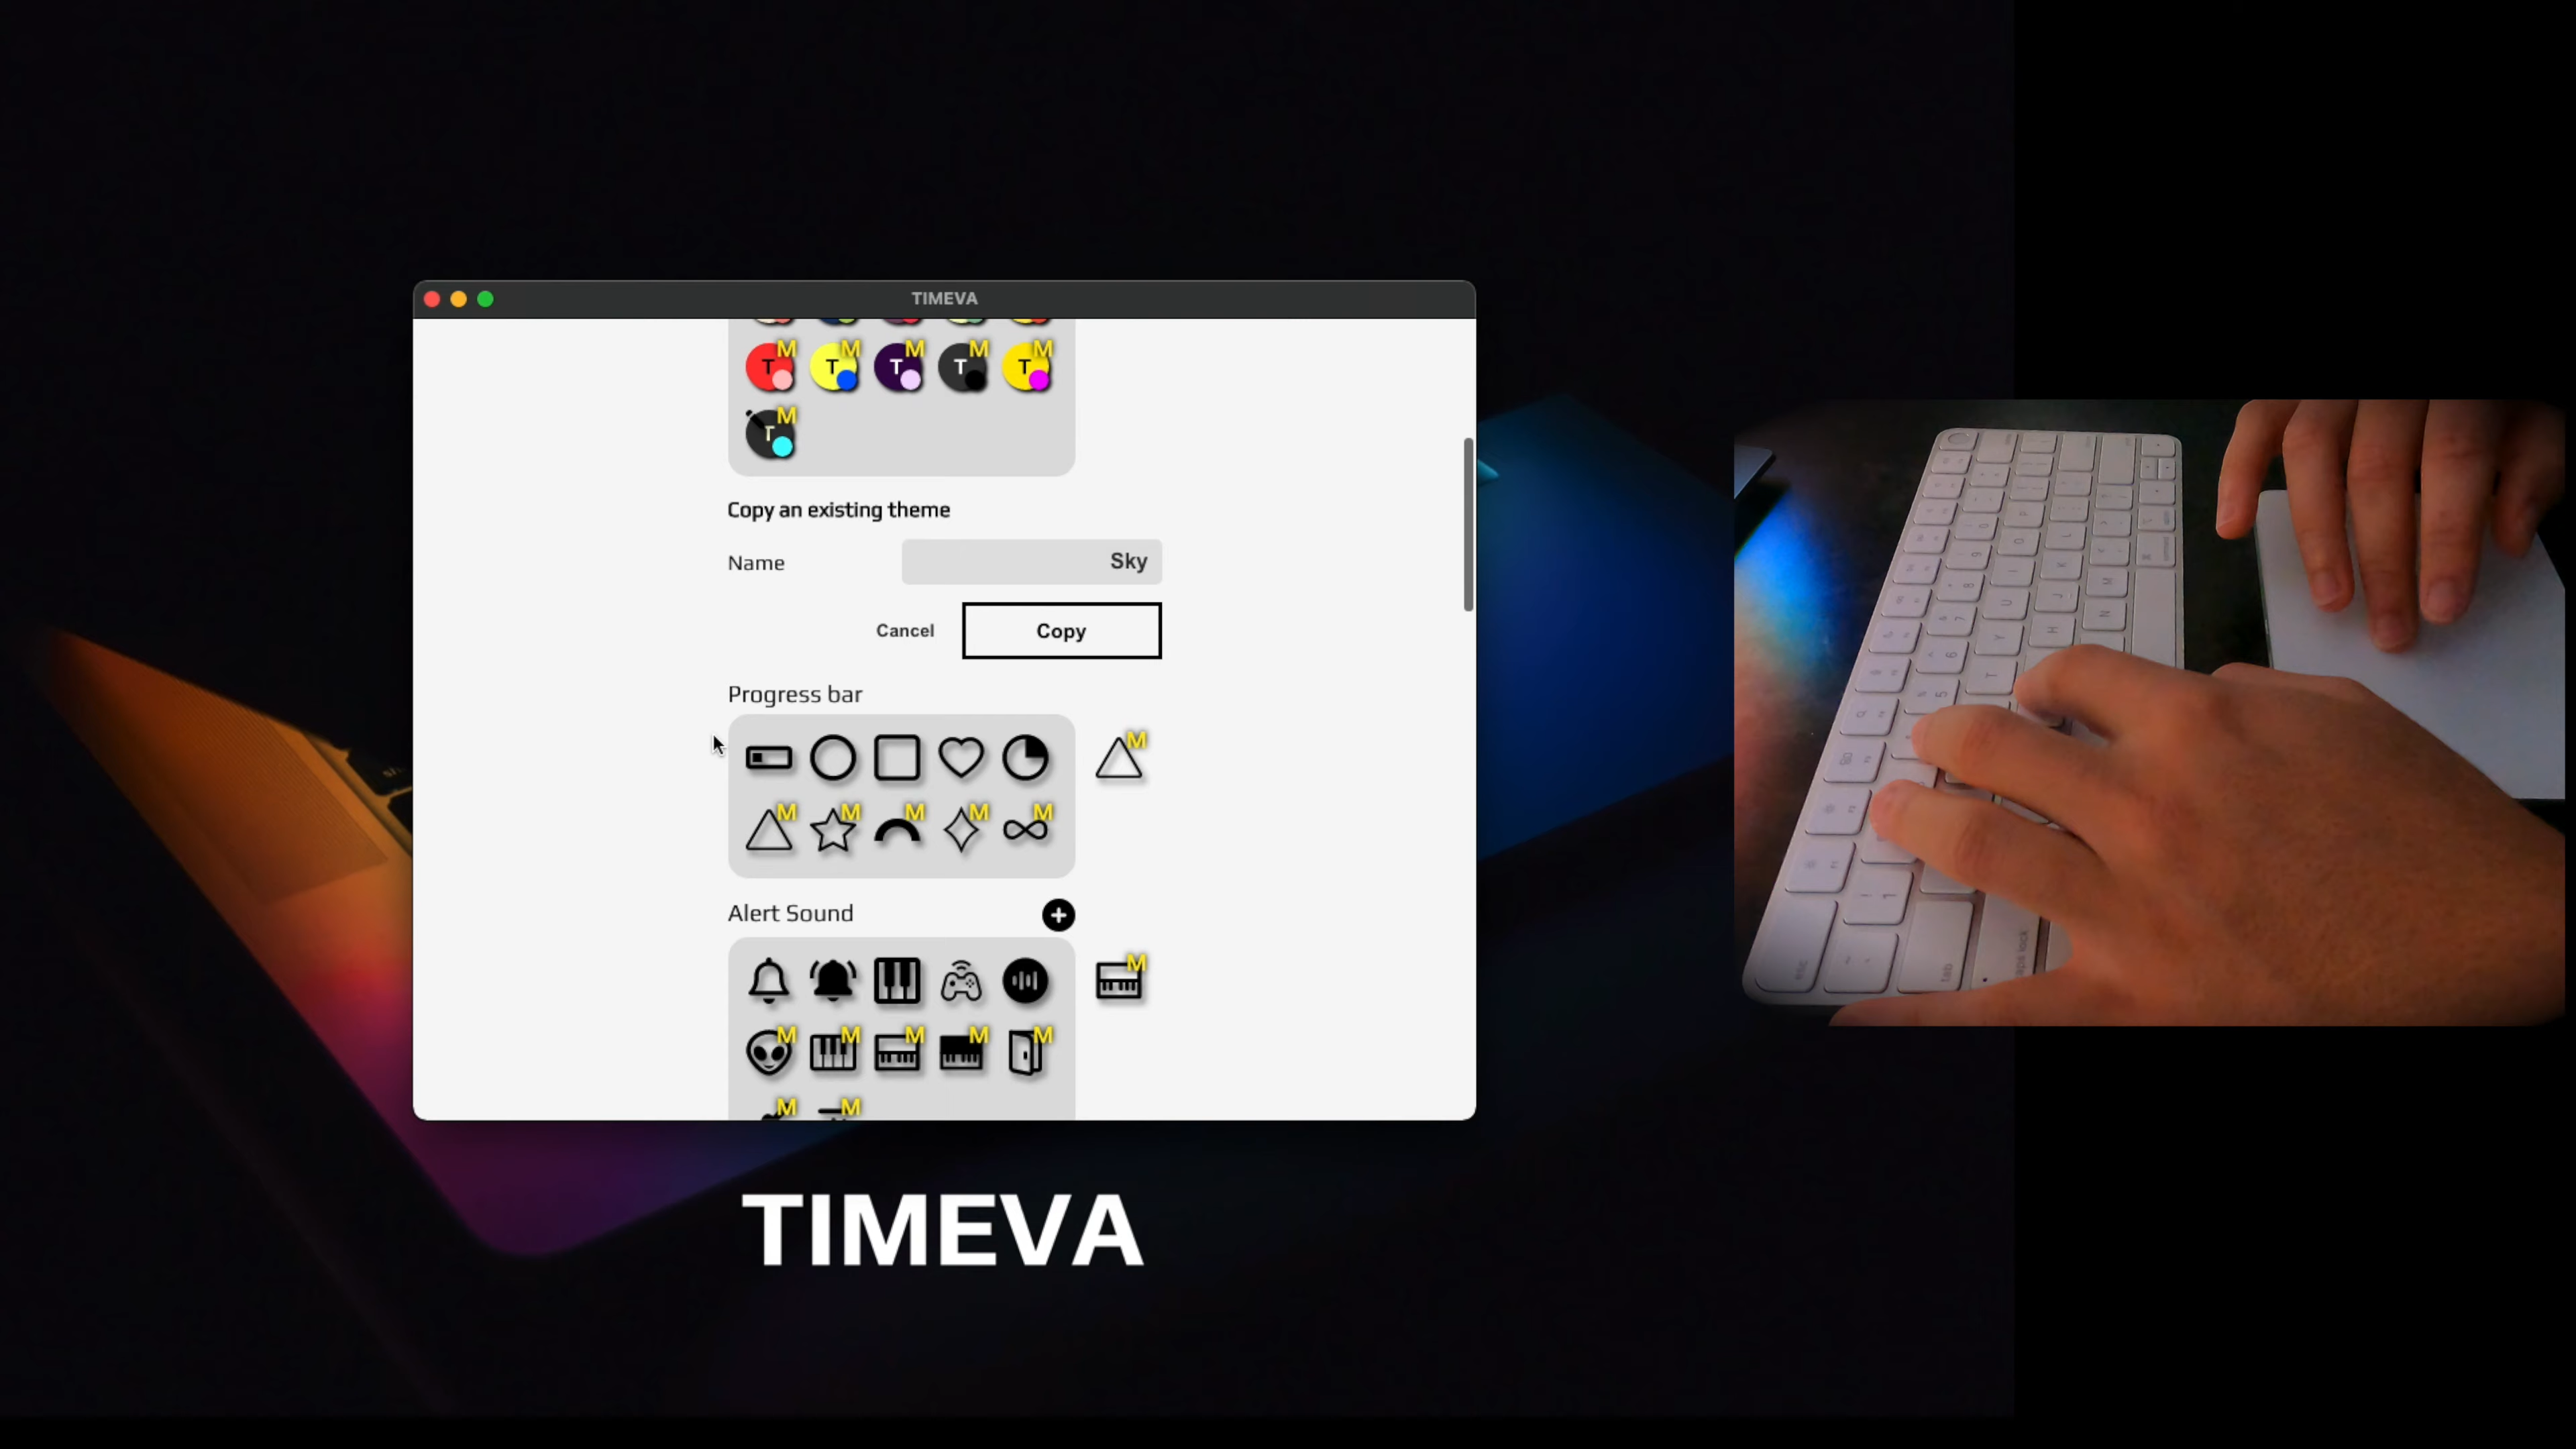 TIMEVA
M M M M M
T T T T T
M
T
Copy an existing theme
Name Sky
Cancel Copy
Progress bar
M
M M M M M
Alert Sound
M
M M M M M
M M
TIMEVA